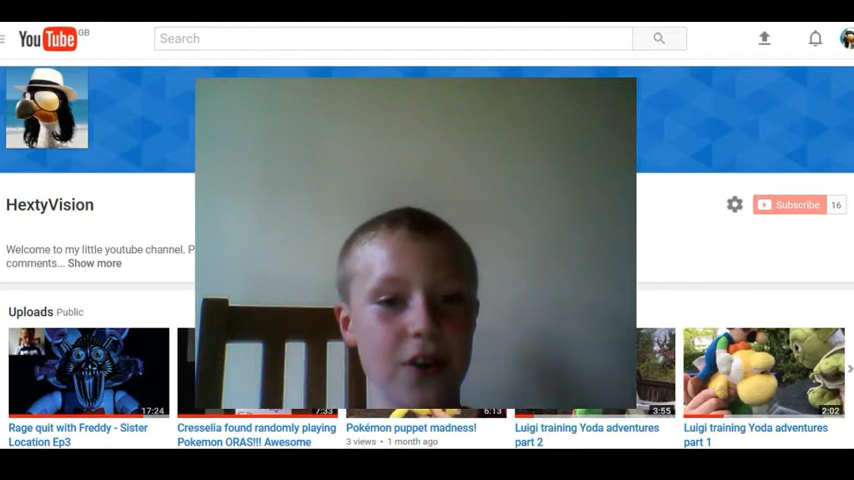 YouTube GB
Search
HextyVision
Subscribe 16
Welcome to my little youtube channel. P
comments... Show more
Uploads Public
17:24
7:33
6:13
3:55
2:02
Rage quit with Freddy - Sister
Location Ep3
Cresselia found randomly playing
Pokemon ORAS!!! Awesome
Pokémon puppet madness!
3 views • 1 month ago
Luigi training Yoda adventures
part 2
Luigi training Yoda adventures
part 1